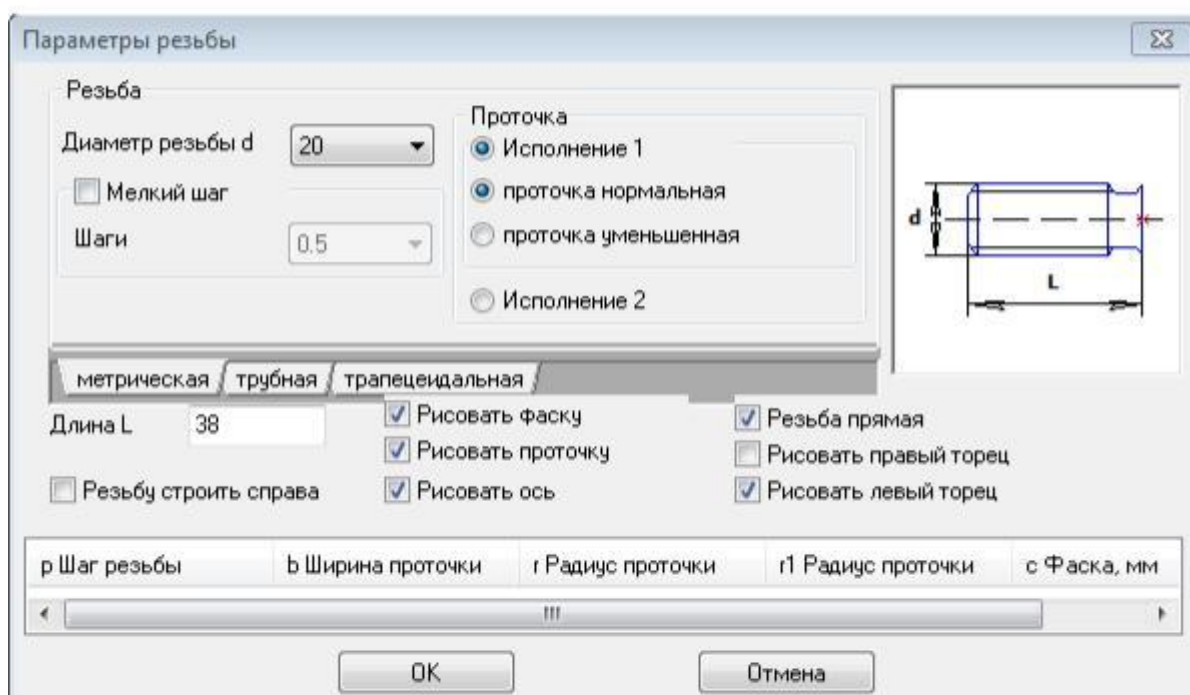 Параметры резьбы
Резьба
Диаметр резьбы d 20
Мелкий шаг
Шаги 0.5
Проточка
Исполнение 1
проточка нормальная
проточка уменьшенная
Исполнение 2
d
L
метрическая трубная трапецеидальная
Длина L 38
Рисовать фаску
Резьба прямая
Рисовать проточку
Рисовать правый торец
Резьбу строить справа
Рисовать ось
Рисовать левый торец
p Шаг резьбы b Ширина проточки r Радиус проточки r1 Радиус проточки c Фаска, мм
OK Отмена